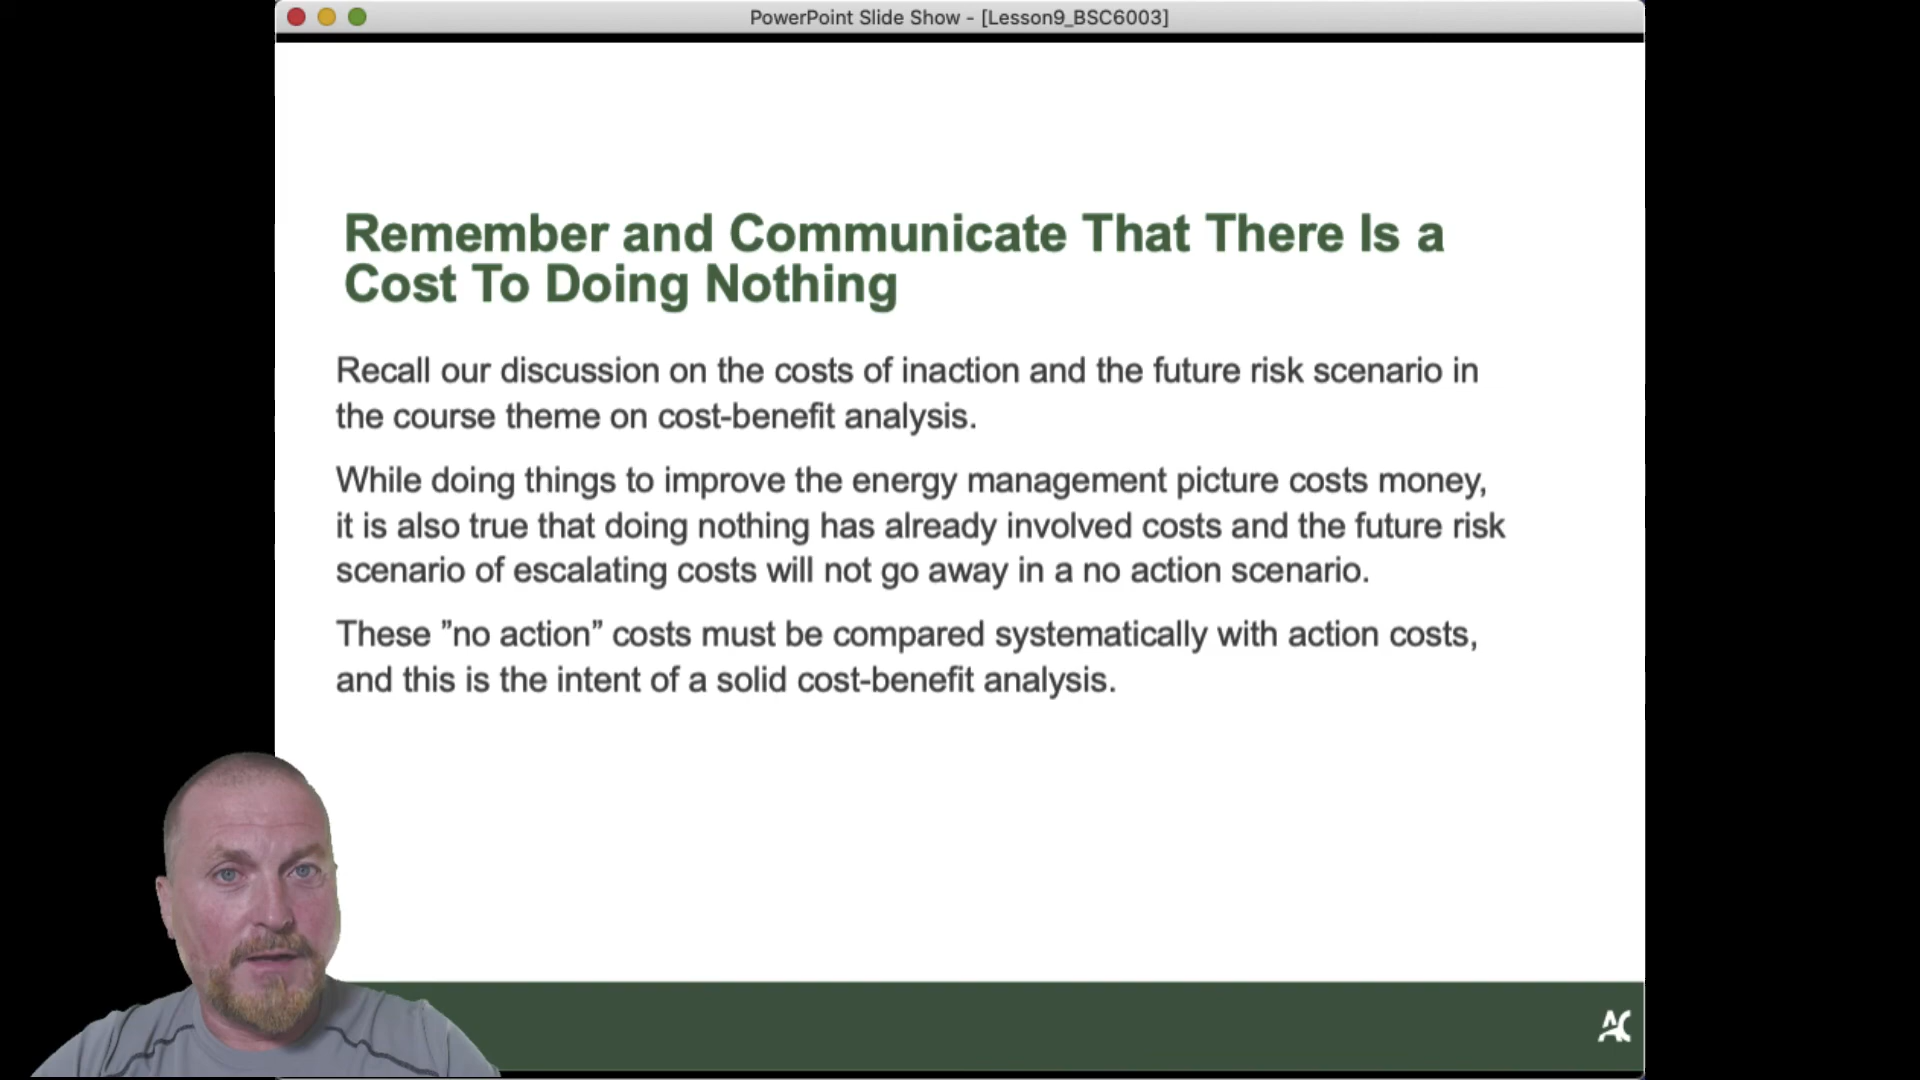 PowerPoint Slide Show - [Lesson9_BSC6003]
Remember and Communicate That There Is a
Cost To Doing Nothing
Recall our discussion on the costs of inaction and the future risk scenario in
the course theme on cost-benefit analysis.
While doing things to improve the energy management picture costs money,
it is also true that doing nothing has already involved costs and the future risk
scenario of escalating costs will not go away in a no action scenario.
These ”no action” costs must be compared systematically with action costs,
and this is the intent of a solid cost-benefit analysis.
AC